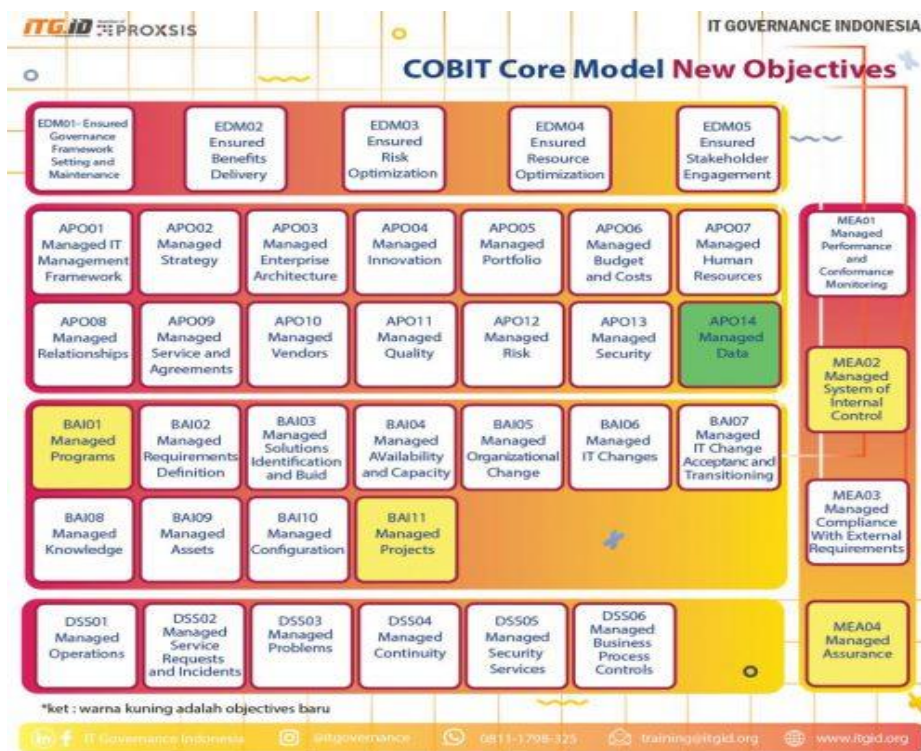 ITG.ID PROXSIS
IT GOVERNANCE INDONESIA
COBIT Core Model New Objectives
EDM01- Ensured
Governance
Framework
Setting and
Maintenance
EDM02
Ensured
Benefits
Delivery
EDM03
Ensured
Risk
Optimization
EDM04
Ensured
Resource
Optimization
EDM05
Ensured
Stakeholder
Engagement
APO01
Managed IT
Management
Framework
APO02
Managed
Strategy
APO03
Managed
Enterprise
Architecture
APO04
Managed
Innovation
APO05
Managed
Portfolio
APO06
Managed
Budget
and Costs
APO07
Managed
Human
Resources
APO08
Managed
Relationships
APO09
Managed
Service and
Agreements
APO10
Managed
Vendors
APO11
Managed
Quality
APO12
Managed
Risk
APO13
Managed
Security
APO14
Managed
Data
BAI01
Managed
Programs
BAI02
Managed
Requirements
Definition
BAI03
Managed
Solutions
Identification
and Buid
BAI04
Managed
AVailability
and Capacity
BAI05
Managed
Organizational
Change
BAI06
Managed
IT Changes
BAI07
Managed
IT Change
Acceptanc and
Transitioning
BAI08
Managed
Knowledge
BAI09
Managed
Assets
BAI10
Managed
Configuration
BAI11
Managed
Projects
DSS01
Managed
Operations
DSS02
Managed
Service
Requests
and Incidents
DSS03
Managed
Problems
DSS04
Managed
Continuity
DSS05
Managed
Security
Services
DSS06
Managed
Business
Process
Controls
MEA01
Managed
Performance
and
Conformance
Monitoring
MEA02
Managed
System of
Internal
Control
MEA03
Managed
Compliance
With External
Requirements
MEA04
Managed
Assurance
*ket : warna kuning adalah objectives baru
IT Governance Indonesia @itgovernance 0811-1798-325 training@itgid.org www.itgid.org